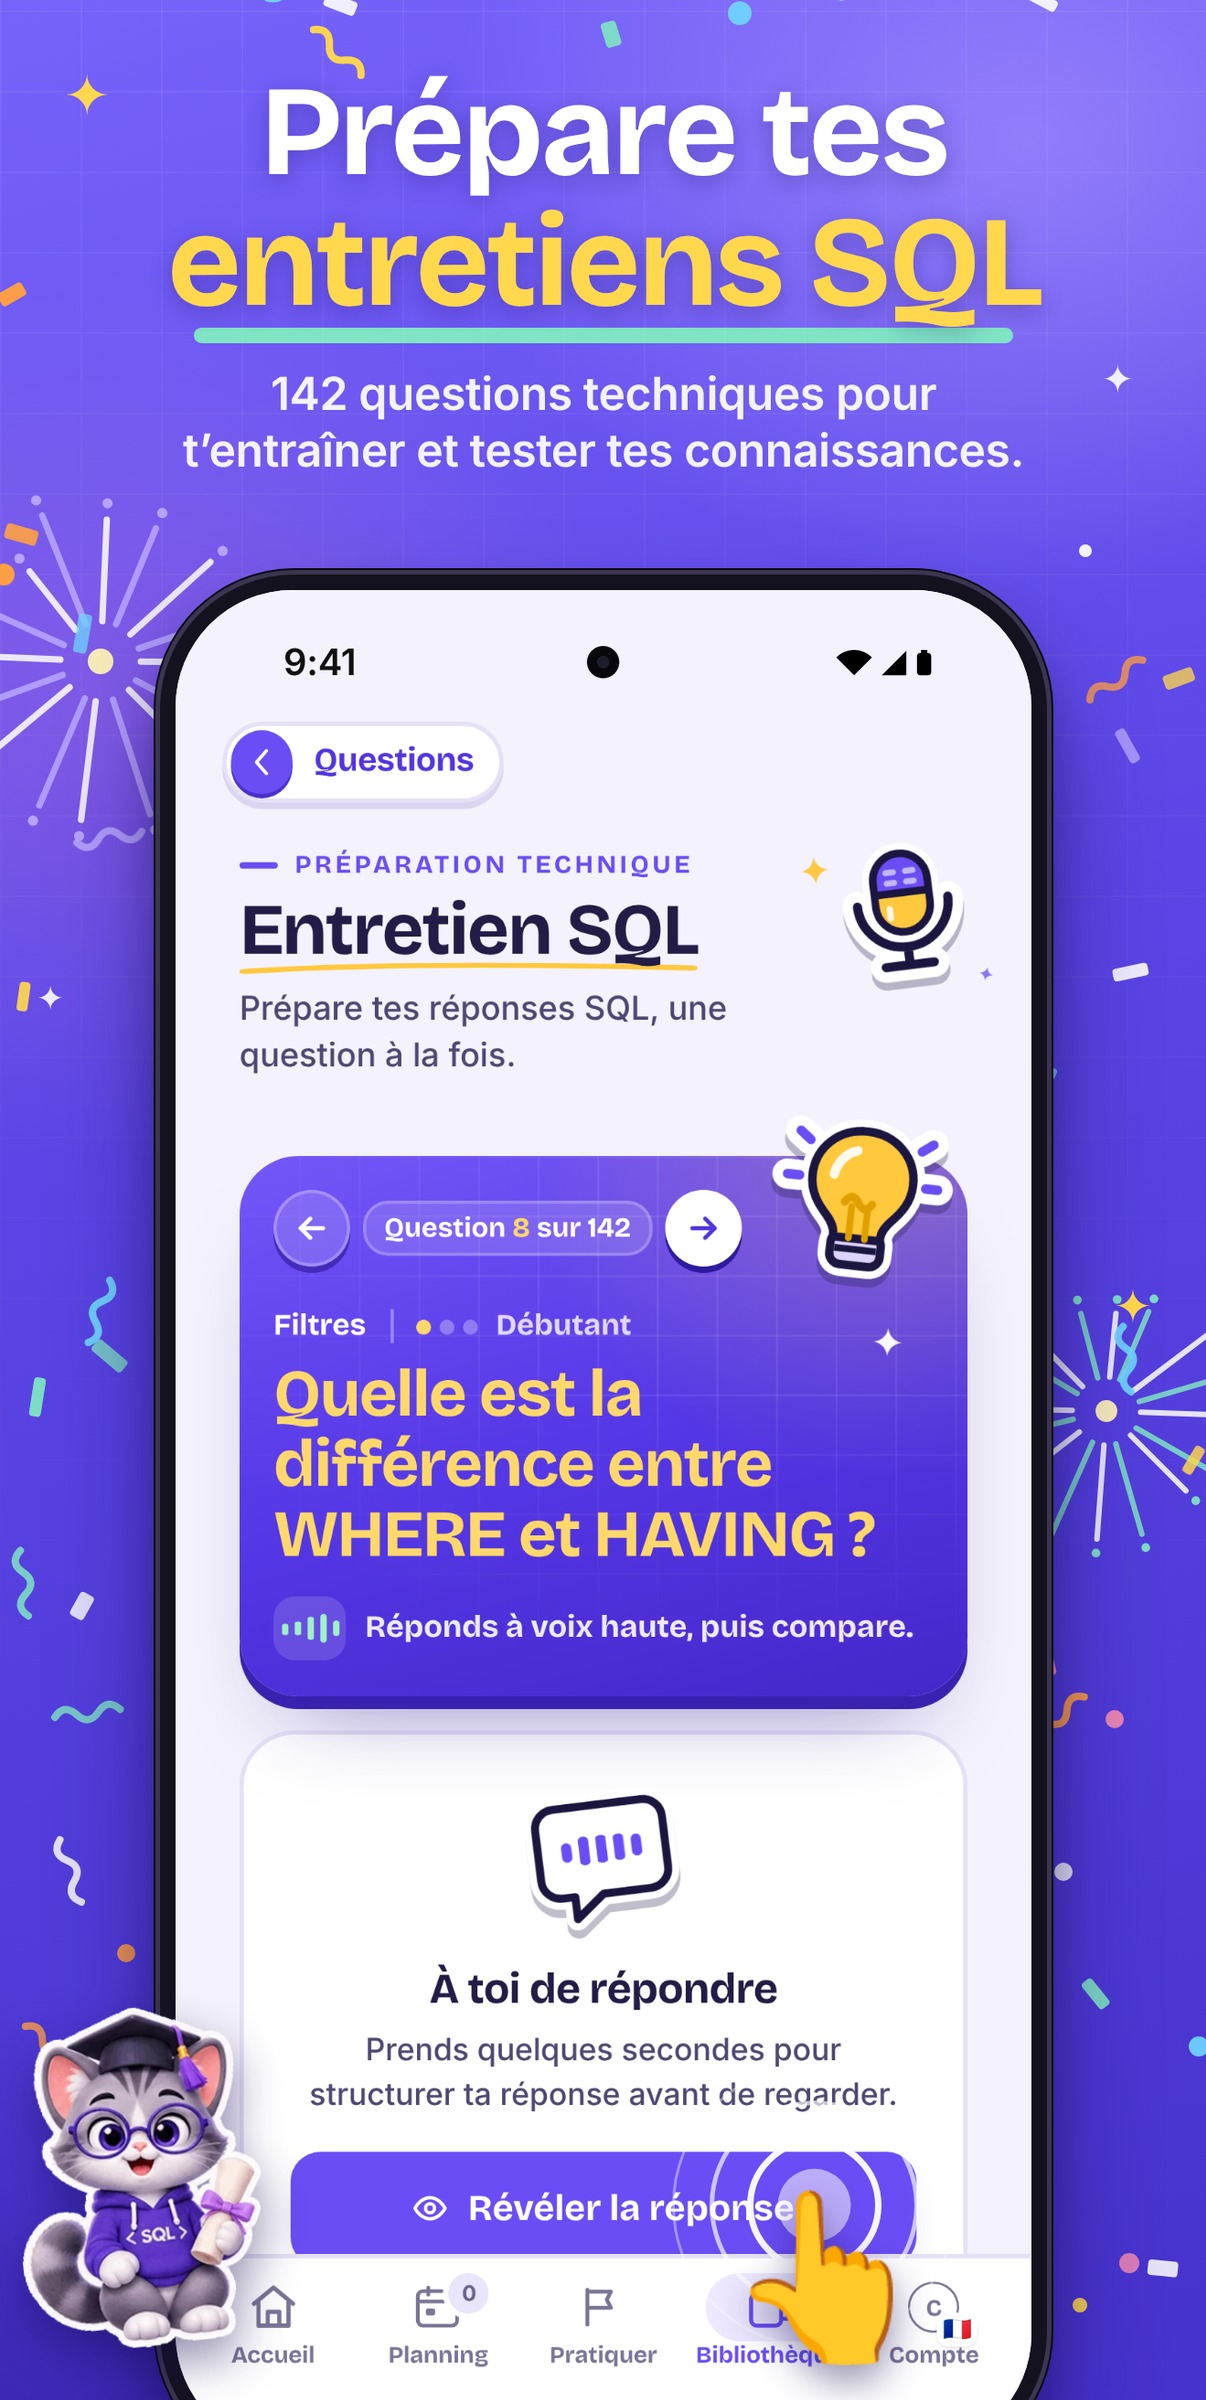 Prépare tes
entretiens SQL
142 questions techniques pour
t’entraîner et tester tes connaissances.
9:41
Questions
PRÉPARATION TECHNIQUE
Entretien SQL
Prépare tes réponses SQL, une
question à la fois.
Question 8 sur 142
Filtres | Débutant
Quelle est la
différence entre
WHERE et HAVING ?
Réponds à voix haute, puis compare.
À toi de répondre
Prends quelques secondes pour
structurer ta réponse avant de regarder.
Révéler la réponse
<SQL>
0
C
Accueil
Planning
Pratiquer
Compte